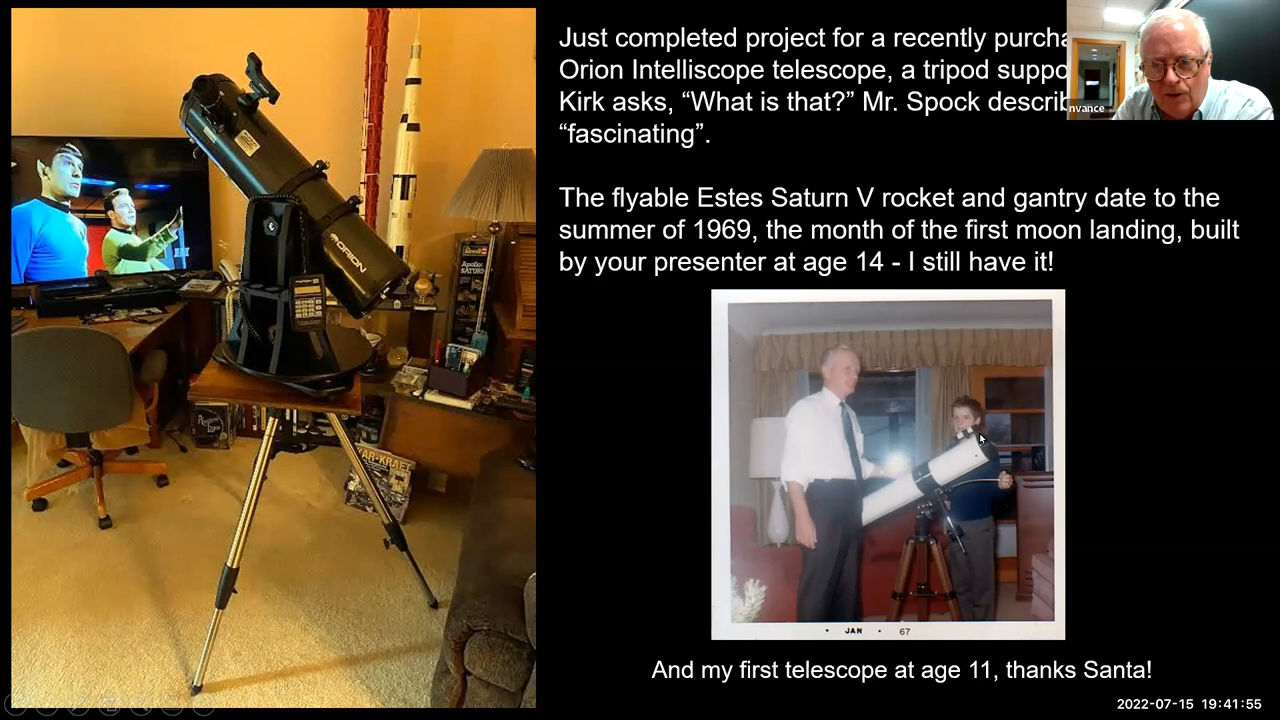 Just completed project for a recently purcha
Orion Intelliscope telescope, a tripod suppo
Kirk asks, “What is that?” Mr. Spock describ
“fascinating”.
nvance
The flyable Estes Saturn V rocket and gantry date to the
summer of 1969, the month of the first moon landing, built
by your presenter at age 14 - I still have it!
ORION
Apollo
SATURN
• JAN • 67
And my first telescope at age 11, thanks Santa!
2022-07-15 19:41:55